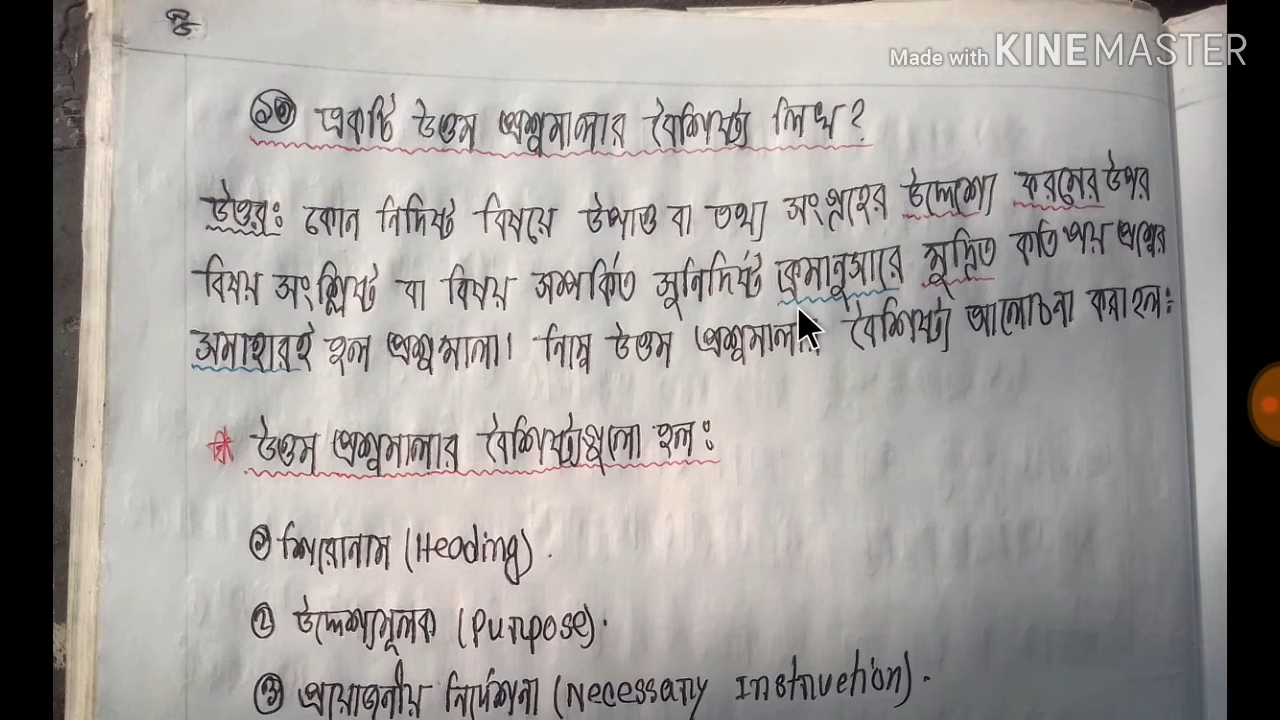 Made with KINEMASTER
১৩ একটি উত্তম প্রশ্নমালার বৈশিষ্ট্য লিখ?
উত্তরঃ কোন নির্দিষ্ট বিষয়ে উপাত্ত বা তথ্য সংগ্রহের উদ্দেশ্যে ফরমের উপর
বিষয় সংশ্লিষ্ট বা বিষয় সম্পর্কিত সুনির্দিষ্ট ক্রমানুসারে মুদ্রিত কতিপয় প্রশ্নের
সমাহারই হল প্রশ্নমালা। নিম্নে উত্তম প্রশ্নমালার বৈশিষ্ট্য আলোচনা করা হলঃ
* উত্তম প্রশ্নমালার বৈশিষ্ট্যগুলো হলঃ
১ শিরোনাম (Heading).
২ উদ্দেশ্যমূলক (Purpose).
৩ প্রয়োজনীয় নির্দেশনা (Necessary Instruction).